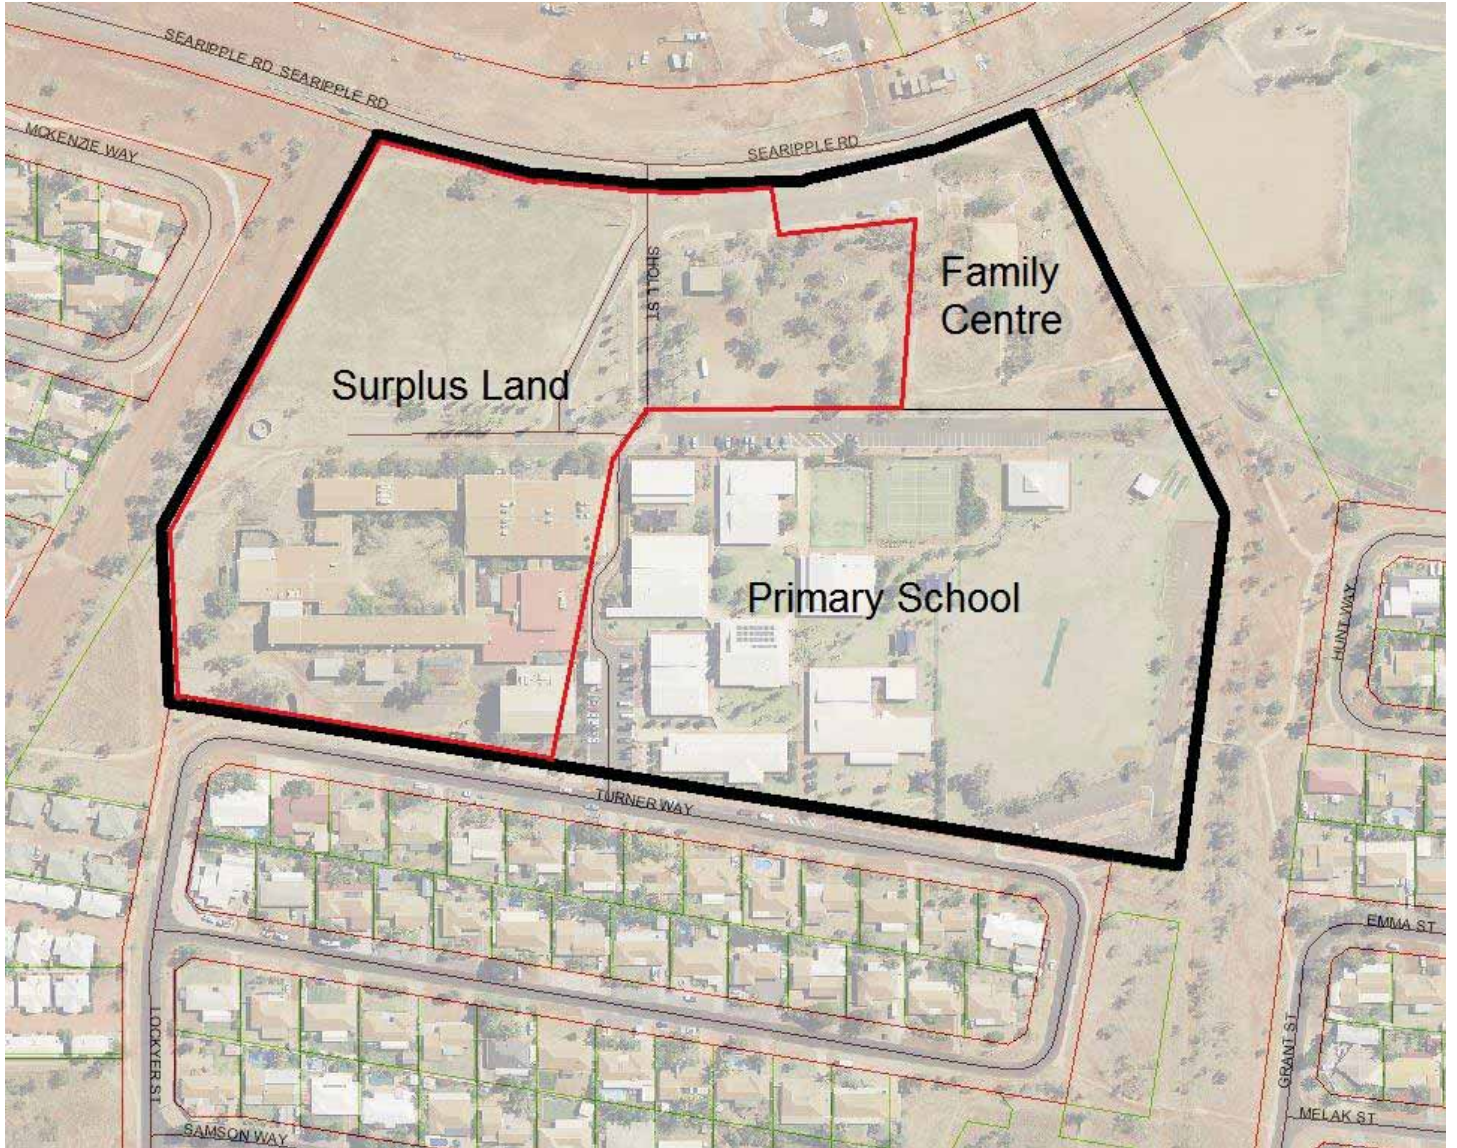 SEARIPPLE RD SEARIPPLE RD
MCKENZIE WAY
SEARIPPLE RD
SHOLL ST
Family
Centre
Surplus Land
Primary School
HUNT WAY
TURNER WAY
EMMA ST
LOCKYER ST
GRANT ST
MELAK ST
SAMSON WAY